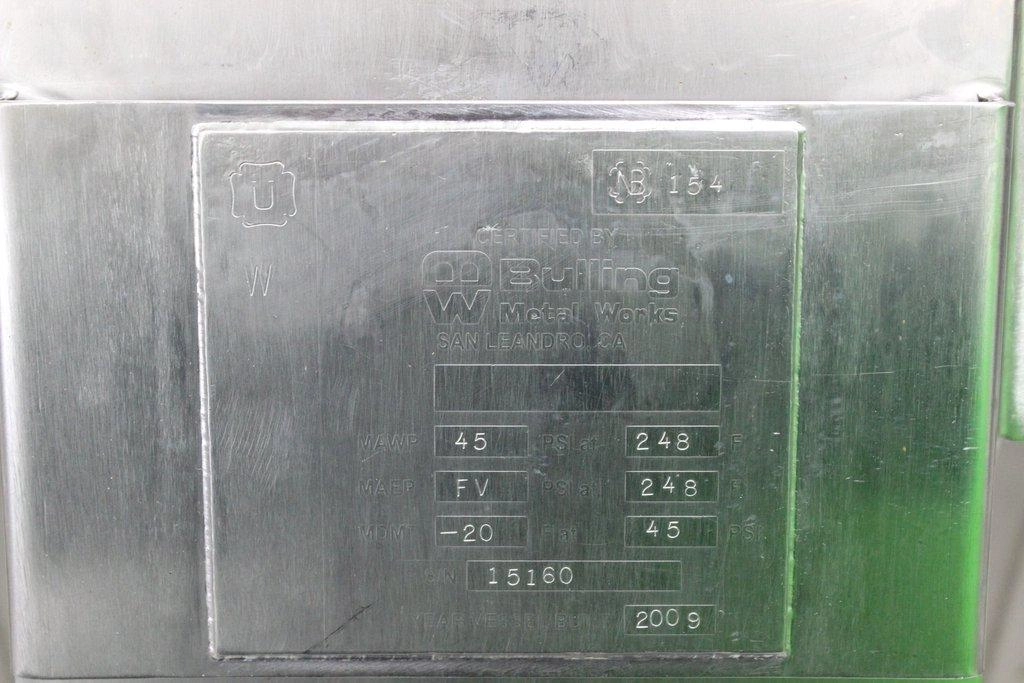 U
NB 154
W
CERTIFIED BY
BW Bulling
Metal Works
SAN LEANDRO, CA
MAWP 45 PSI at 248 F
MAEP FV PSI at 248 F
MDMT -20 F at 45 PSI
S/N 15160
YEAR VESSEL BUILT 2009